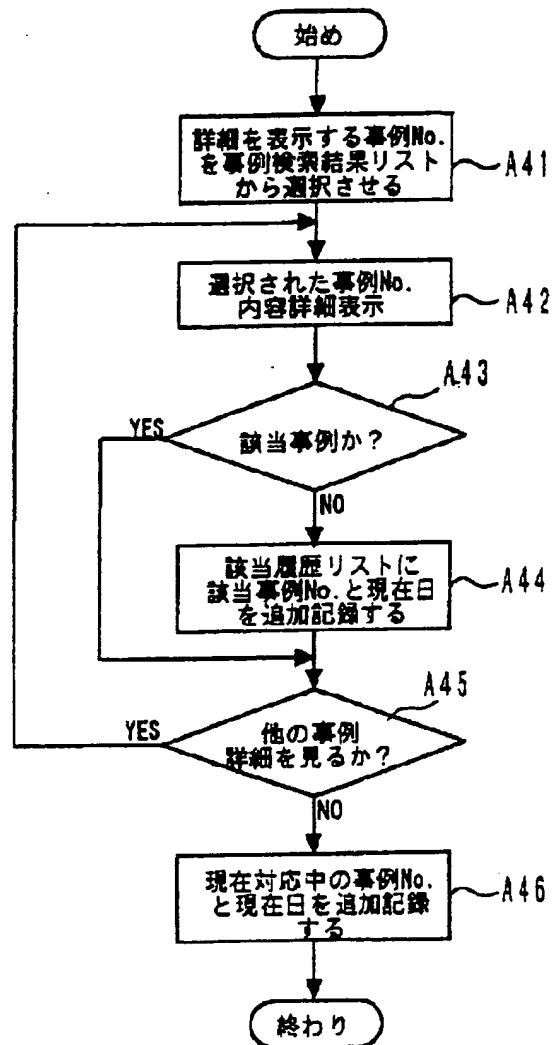 始め
詳細を表示する事例No.
を事例検索結果リスト
から選択させる
A41
選択された事例No.
内容詳細表示
A42
A43
YES
該当事例か?
NO
該当履歴リストに
該当事例No.と現在日
を追加記録する
A44
A45
YES
他の事例
詳細を見るか?
NO
現在対応中の事例No.
と現在日を追加記録
する
A46
終わり